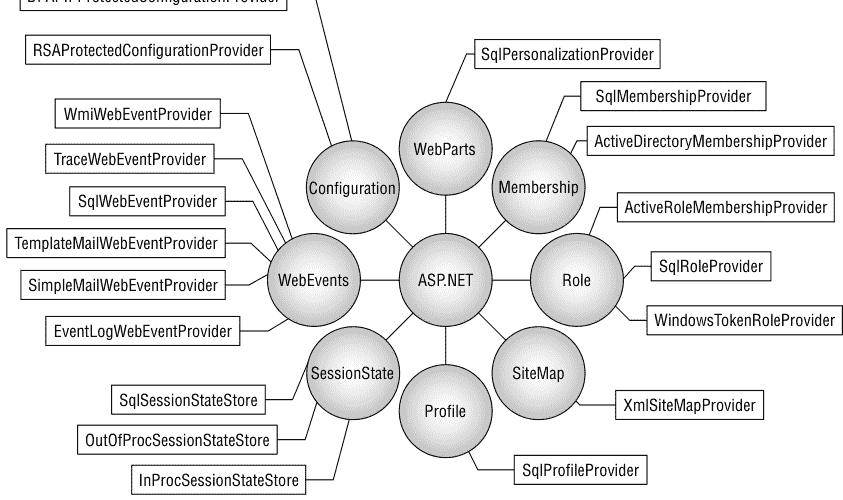 RSAProtectedConfigurationProvider
SqlPersonalizationProvider
WmiWebEventProvider
SqlMembershipProvider
TraceWebEventProvider
WebParts
ActiveDirectoryMembershipProvider
Configuration
Membership
SqlWebEventProvider
ActiveRoleMembershipProvider
TemplateMailWebEventProvider
SimpleMailWebEventProvider
WebEvents
ASP.NET
Role
SqlRoleProvider
EventLogWebEventProvider
WindowsTokenRoleProvider
SessionState
SiteMap
SqlSessionStateStore
Profile
XmlSiteMapProvider
OutOfProcSessionStateStore
InProcSessionStateStore
SqlProfileProvider